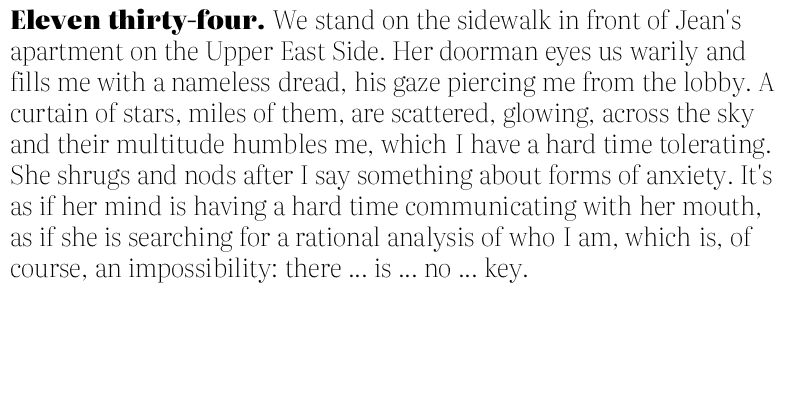 Eleven thirty-four. We stand on the sidewalk in front of Jean's
apartment on the Upper East Side. Her doorman eyes us warily and
fills me with a nameless dread, his gaze piercing me from the lobby. A
curtain of stars, miles of them, are scattered, glowing, across the sky
and their multitude humbles me, which I have a hard time tolerating.
She shrugs and nods after I say something about forms of anxiety. It's
as if her mind is having a hard time communicating with her mouth,
as if she is searching for a rational analysis of who I am, which is, of
course, an impossibility: there ... is ... no ... key.